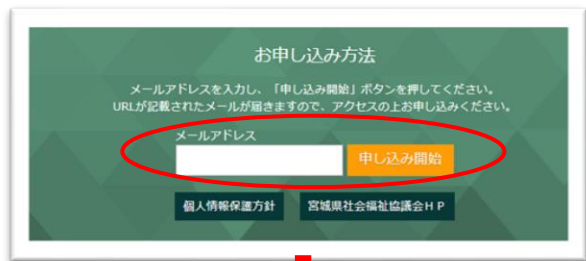 お申し込み方法
メールアドレスを入力し、「申し込み開始」ボタンを押してください。
URLが記載されたメールが届きますので、アクセスの上お申し込みください。
メールアドレス
申し込み開始
個人情報保護方針 宮城県社会福祉協議会ＨＰ